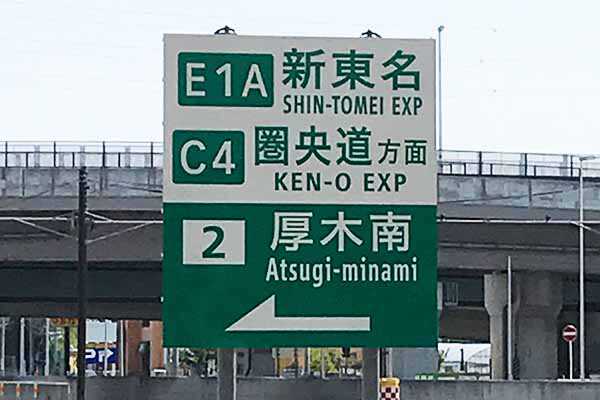 E1A 新東名
SHIN-TOMEI EXP
C4 圏央道方面
KEN-O EXP
2 厚木南
Atsugi-minami
P